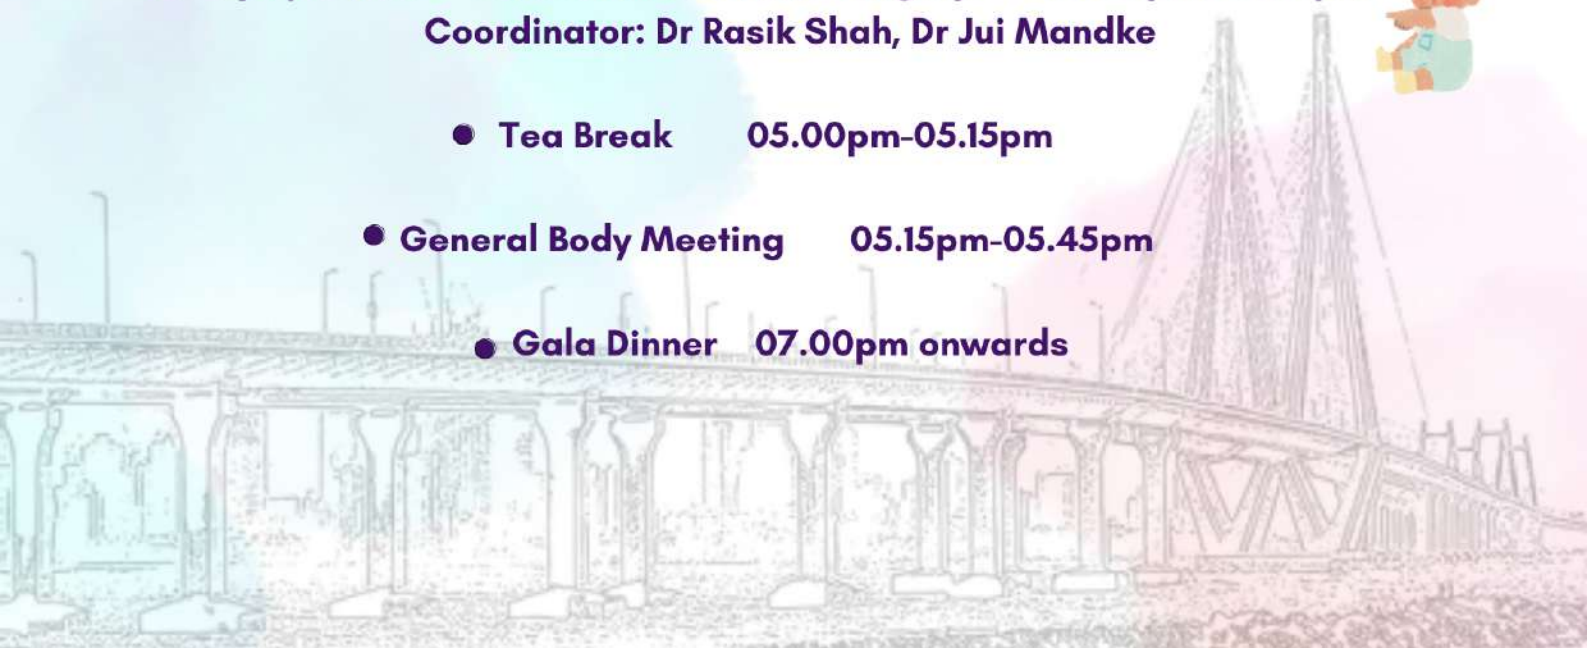 Coordinator: Dr Rasik Shah, Dr Jui Mandke
• Tea Break 05.00pm-05.15pm
• General Body Meeting 05.15pm-05.45pm
• Gala Dinner 07.00pm onwards